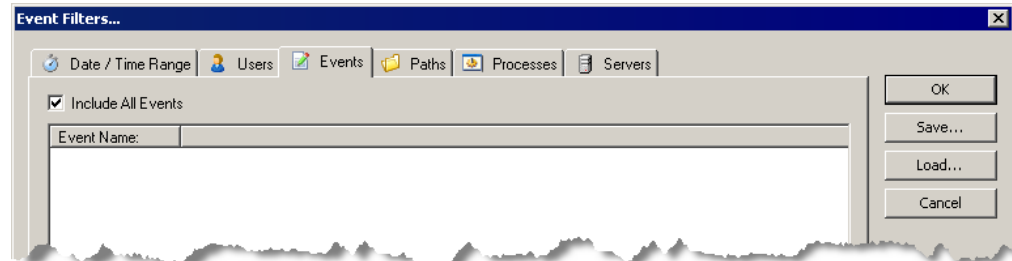 Event Filters...
Date / Time Range Users Events Paths Processes Servers
Include All Events
Event Name:
OK
Save...
Load...
Cancel